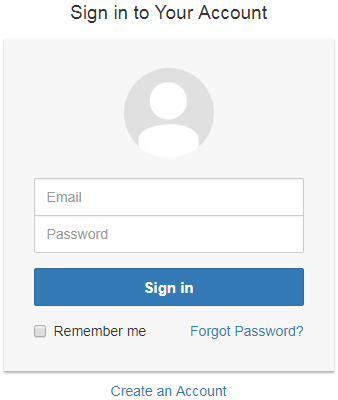 Sign in to Your Account
Email
Password
Sign in
Remember me Forgot Password?
Create an Account